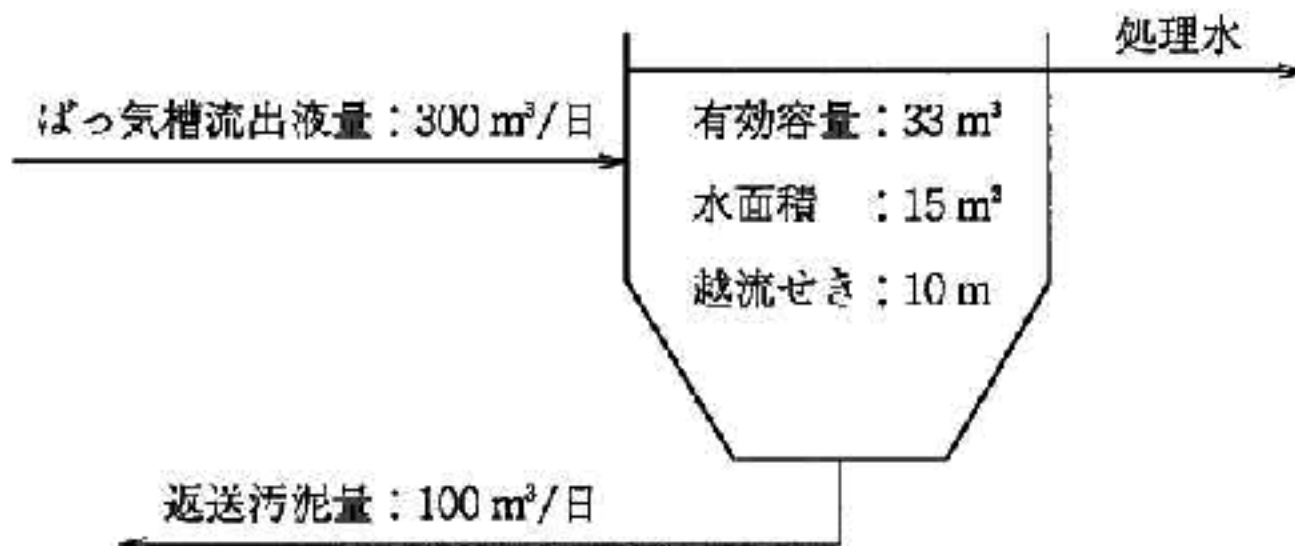 処理水
ばっ気槽流出液量：300 m³/日
有効容量：33 m³
水面積　：15 m²
越流せき：10 m
返送汚泥量：100 m³/日